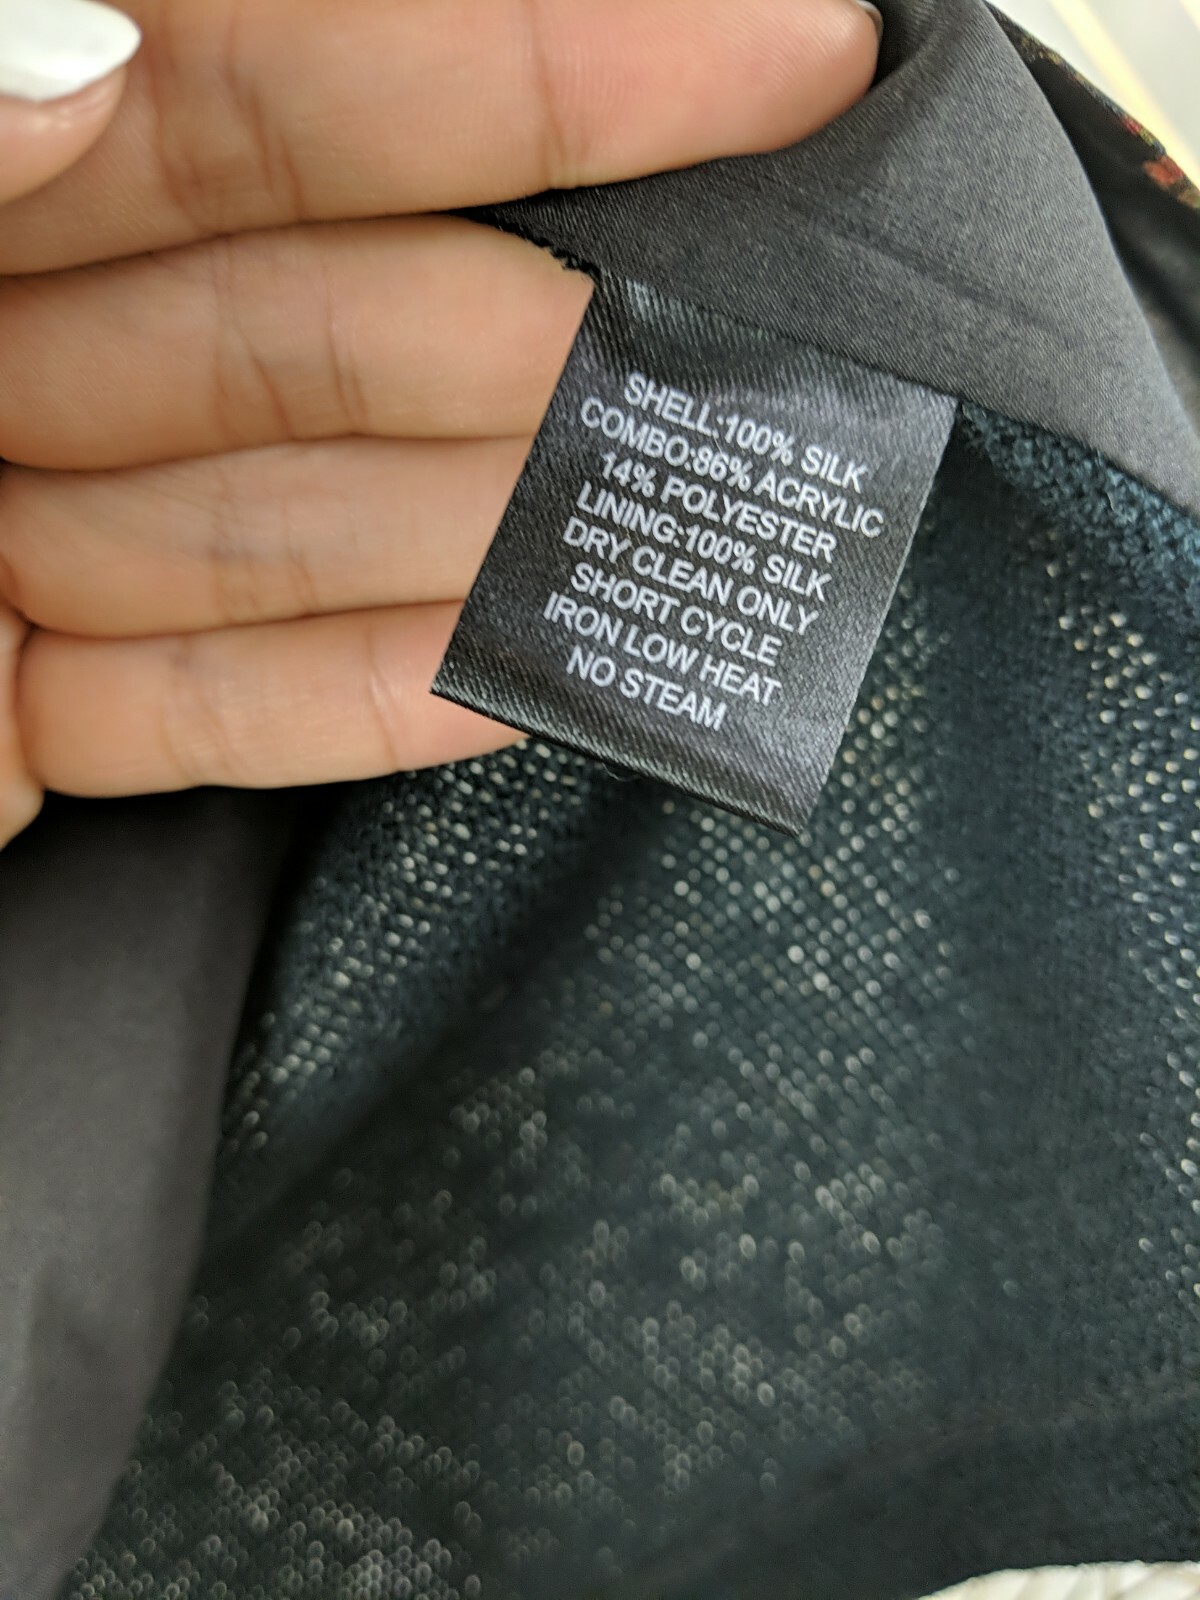 SHELL:100% SILK
COMBO:86% ACRYLIC
14% POLYESTER
LINING:100% SILK
DRY CLEAN ONLY
SHORT CYCLE
IRON LOW HEAT
NO STEAM